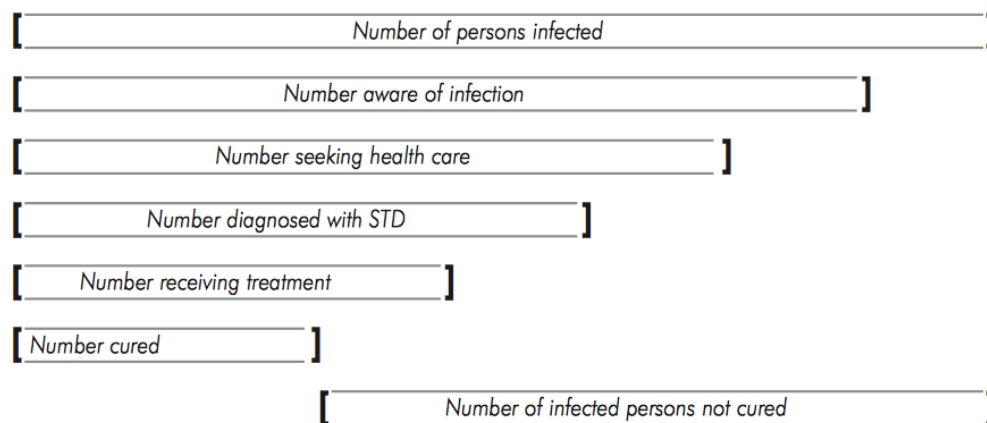 Number of persons infected
Number aware of infection
Number seeking health care
Number diagnosed with STD
Number receiving treatment
Number cured
Number of infected persons not cured